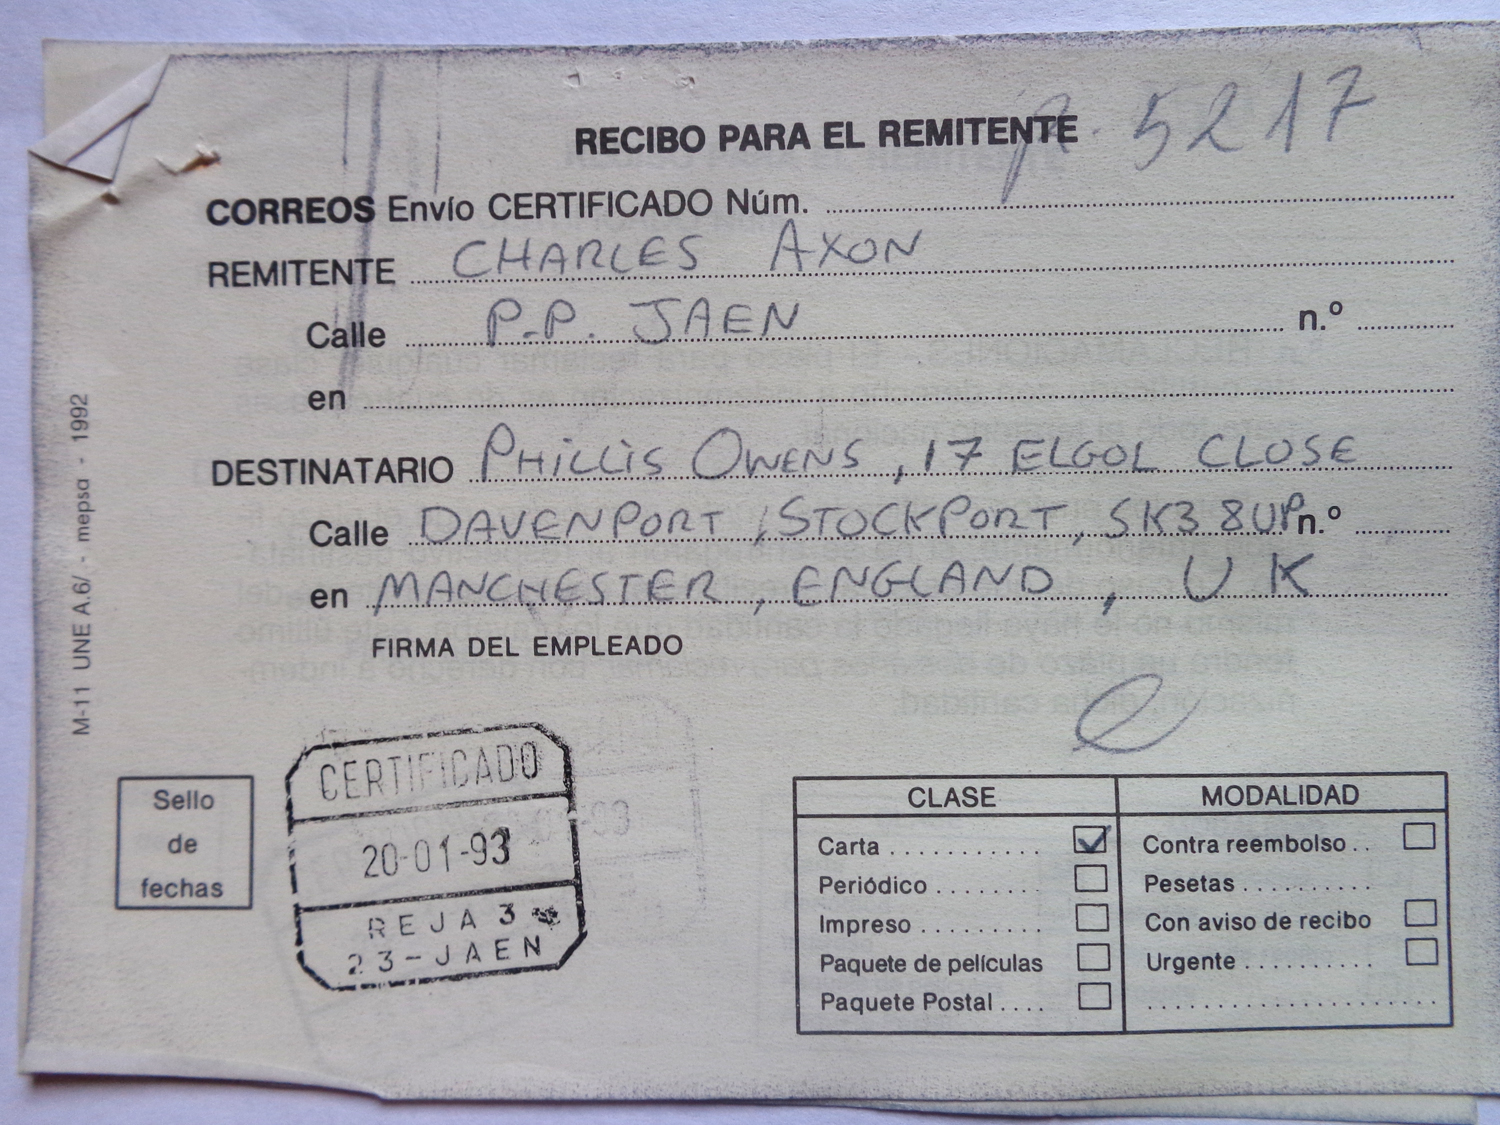 RECIBO PARA EL REMITENTE
5217
CORREOS Envío CERTIFICADO Núm.
REMITENTE CHARLES AXON
Calle P.P. JAEN n.º
en
DESTINATARIO PHILLIS OWENS, 17 ELGOL CLOSE
Calle DAVENPORT, STOCKPORT, SK3 8UP n.º
en MANCHESTER, ENGLAND, UK
FIRMA DEL EMPLEADO
M-11 UNE A.6/ - mepsa - 1992
Sello
de
fechas
CERTIFICADO
20-01-93
REJA 3
23-JAEN
CLASE
Carta
Periódico
Impreso
Paquete de películas
Paquete Postal
MODALIDAD
Contra reembolso
Pesetas
Con aviso de recibo
Urgente